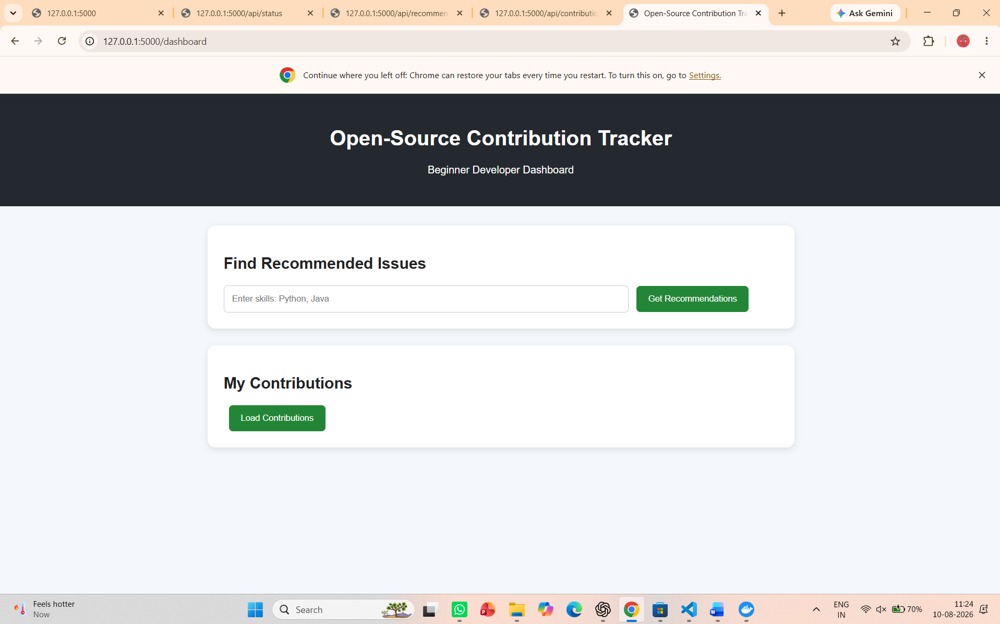 127.0.0.1:5000
127.0.0.1:5000/api/status
127.0.0.1:5000/api/recommen
127.0.0.1:5000/api/contributic
Open-Source Contribution Tra
Ask Gemini
127.0.0.1:5000/dashboard
Continue where you left off: Chrome can restore your tabs every time you restart. To turn this on, go to Settings.
Open-Source Contribution Tracker
Beginner Developer Dashboard
Find Recommended Issues
Enter skills: Python, Java
Get Recommendations
My Contributions
Load Contributions
Feels hotter
Now
Search
ENG
IN
70%
11:24
10-08-2026